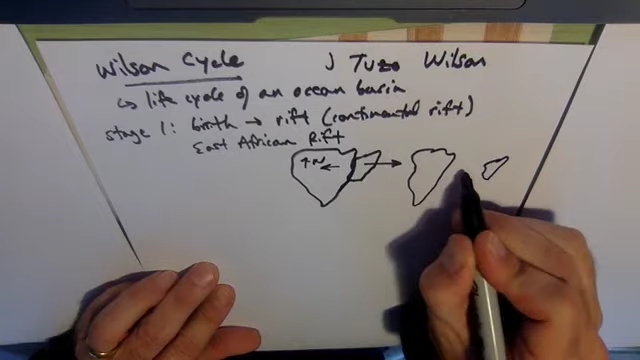 Wilson Cycle J Tuzo Wilson
↳ life cycle of an ocean basin
stage 1: birth → rift (continental rift)
East African Rift
↑N